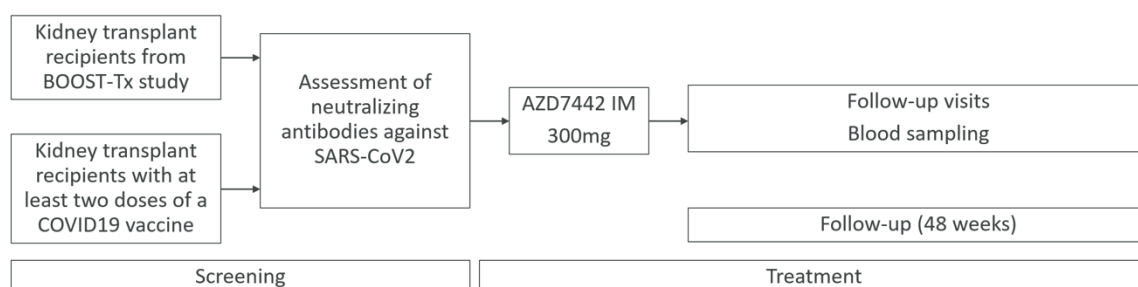 Kidney transplant
recipients from
BOOST-Tx study
Kidney transplant
recipients with at
least two doses of a
COVID19 vaccine
Assessment of
neutralizing
antibodies against
SARS-CoV2
AZD7442 IM
300mg
Follow-up visits
Blood sampling
Follow-up (48 weeks)
Screening
Treatment